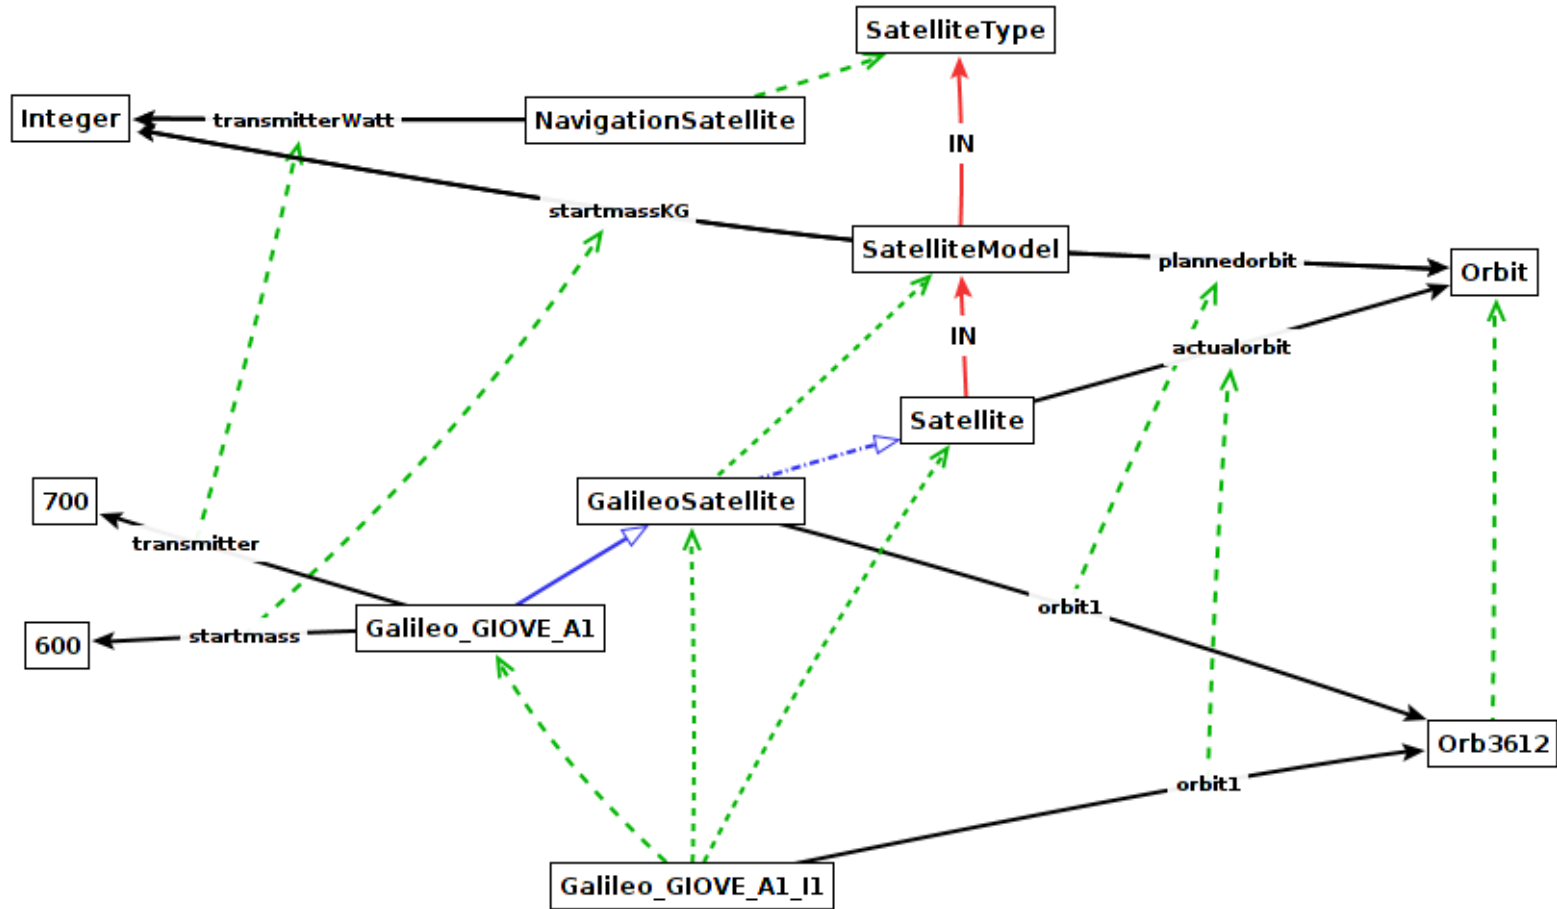 SatelliteType
Integer
transmitterWatt
NavigationSatellite
IN
startmassKG
SatelliteModel
plannedorbit
Orbit
IN
actualorbit
Satellite
700
GalileoSatellite
transmitter
orbit1
600
startmass
Galileo_GIOVE_A1
Orb3612
orbit1
Galileo_GIOVE_A1_I1